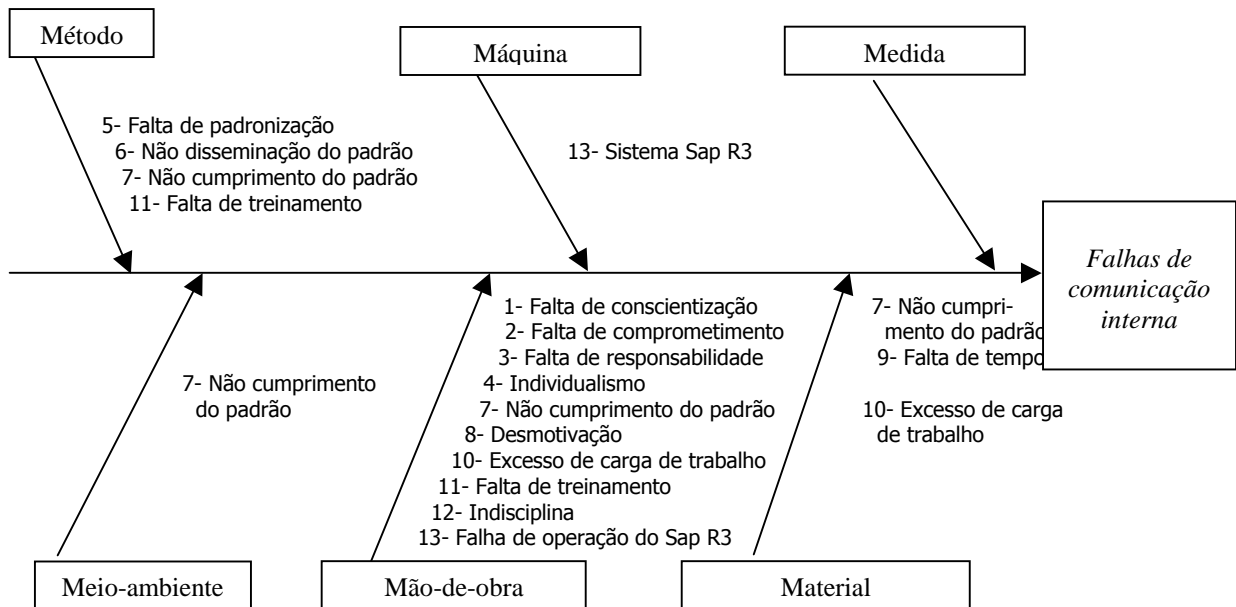 Método
Máquina
Medida
5- Falta de padronização
6- Não disseminação do padrão
7- Não cumprimento do padrão
11- Falta de treinamento
13- Sistema Sap R3
Falhas de
comunicação
interna
7- Não cumprimento
do padrão
1- Falta de conscientização
2- Falta de comprometimento
3- Falta de responsabilidade
4- Individualismo
7- Não cumprimento do padrão
8- Desmotivação
10- Excesso de carga de trabalho
11- Falta de treinamento
12- Indisciplina
13- Falha de operação do Sap R3
7- Não cumpri-
mento do padrão
9- Falta de tempo
10- Excesso de carga
de trabalho
Meio-ambiente
Mão-de-obra
Material